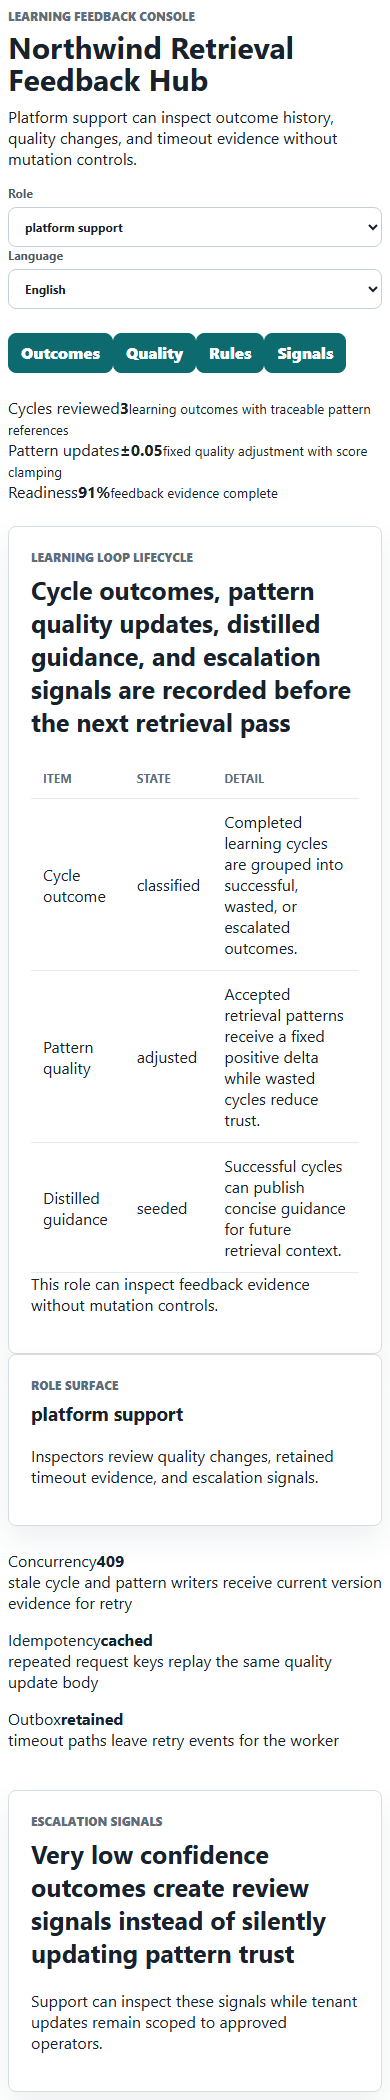 LEARNING FEEDBACK CONSOLE
Northwind Retrieval
Feedback Hub
Platform support can inspect outcome history,
quality changes, and timeout evidence without
mutation controls.
Role
platform support
Language
English
Outcomes Quality Rules Signals
Cycles reviewed3learning outcomes with traceable pattern
references
Pattern updates±0.05fixed quality adjustment with score
clamping
Readiness91%feedback evidence complete
LEARNING LOOP LIFECYCLE
Cycle outcomes, pattern
quality updates, distilled
guidance, and escalation
signals are recorded before
the next retrieval pass
ITEM STATE DETAIL
Cycle
outcome
classified
Completed
learning cycles
are grouped into
successful,
wasted, or
escalated
outcomes.
Pattern
quality
adjusted
Accepted
retrieval patterns
receive a fixed
positive delta
while wasted
cycles reduce
trust.
Distilled
guidance
seeded
Successful cycles
can publish
concise guidance
for future
retrieval context.
This role can inspect feedback evidence
without mutation controls.
ROLE SURFACE
platform support
Inspectors review quality changes, retained
timeout evidence, and escalation signals.
Concurrency409
stale cycle and pattern writers receive current version
evidence for retry
Idempotencycached
repeated request keys replay the same quality
update body
Outboxretained
timeout paths leave retry events for the worker
ESCALATION SIGNALS
Very low confidence
outcomes create review
signals instead of silently
updating pattern trust
Support can inspect these signals while tenant
updates remain scoped to approved
operators.